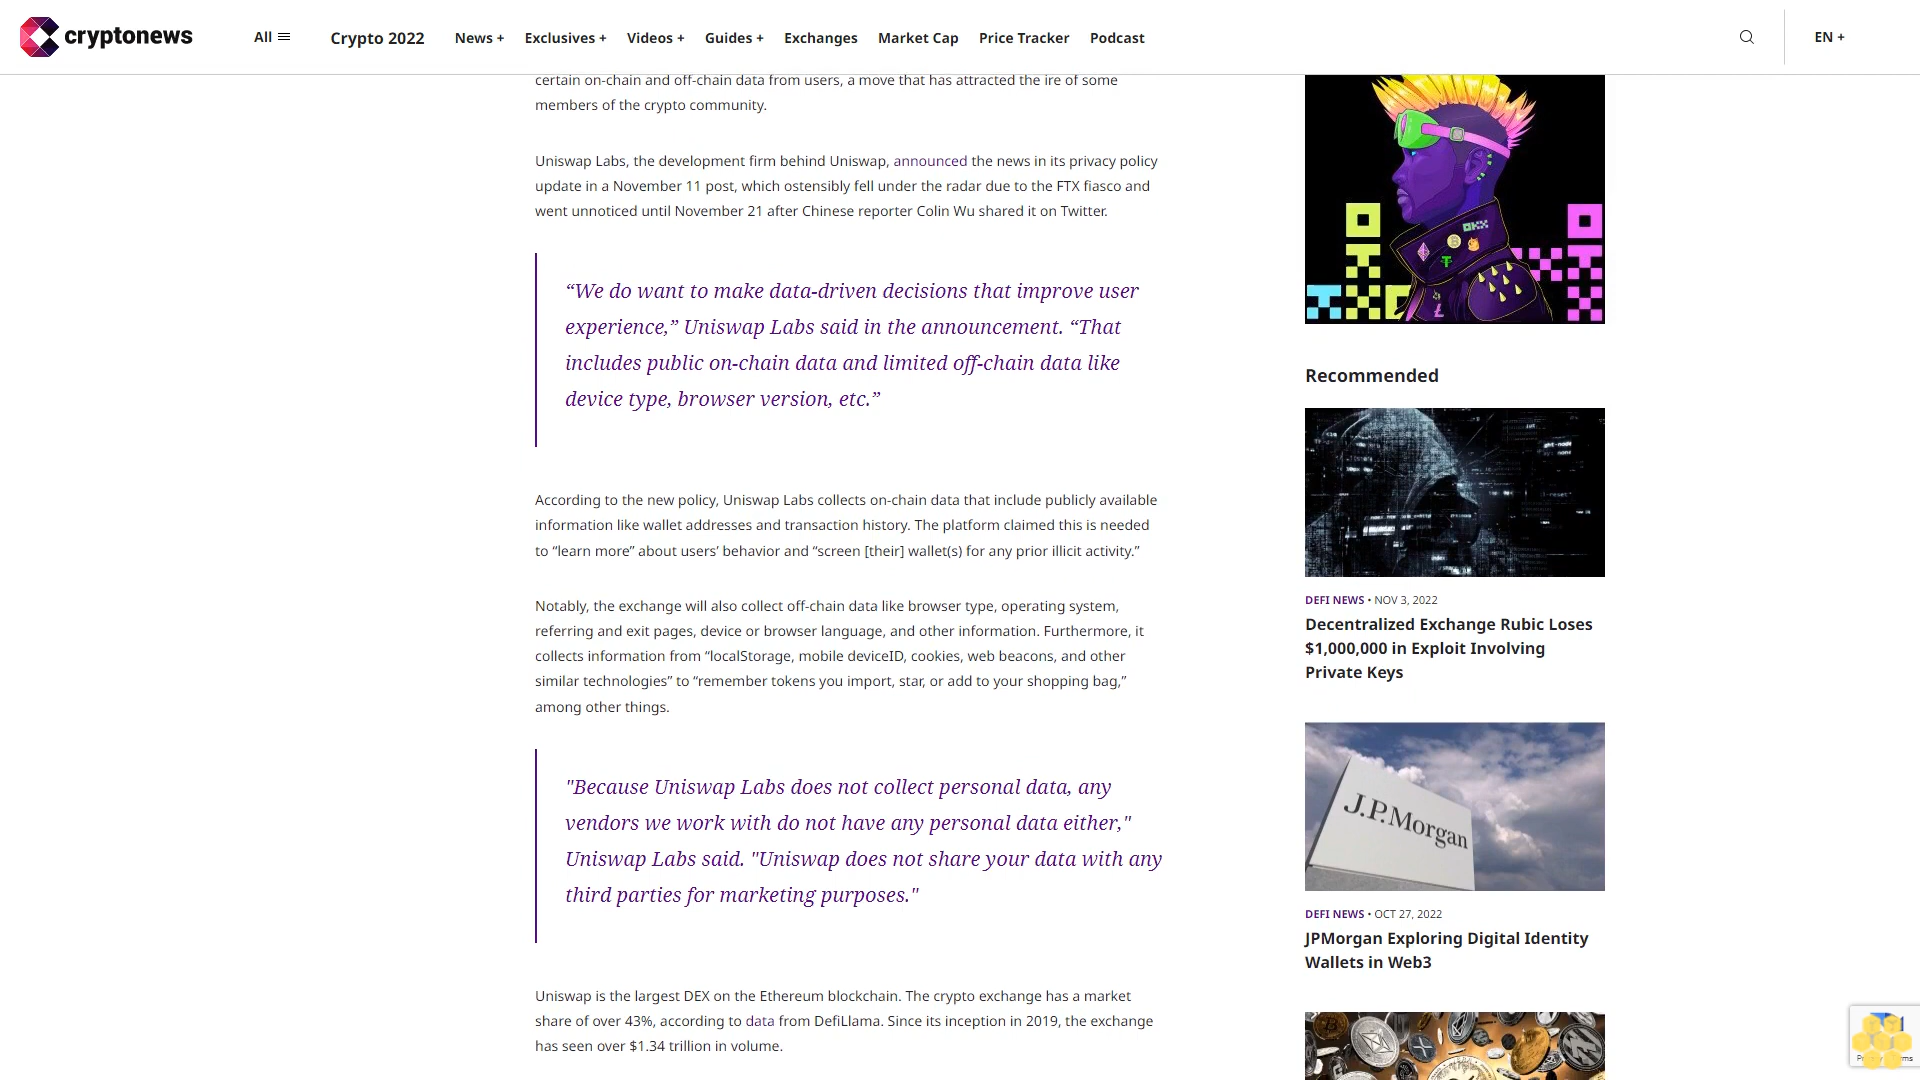 cryptonews
All
Crypto 2022
News +
Exclusives +
Videos +
Guides +
Exchanges
Market Cap
Price Tracker
Podcast
EN +
certain on-chain and off-chain data from users, a move that has attracted the ire of some
members of the crypto community.
Uniswap Labs, the development firm behind Uniswap, announced the news in its privacy policy
update in a November 11 post, which ostensibly fell under the radar due to the FTX fiasco and
went unnoticed until November 21 after Chinese reporter Colin Wu shared it on Twitter.
“We do want to make data-driven decisions that improve user
experience,” Uniswap Labs said in the announcement. “That
includes public on-chain data and limited off-chain data like
device type, browser version, etc.”
According to the new policy, Uniswap Labs collects on-chain data that include publicly available
information like wallet addresses and transaction history. The platform claimed this is needed
to “learn more” about users’ behavior and “screen [their] wallet(s) for any prior illicit activity.”
Notably, the exchange will also collect off-chain data like browser type, operating system,
referring and exit pages, device or browser language, and other information. Furthermore, it
collects information from “localStorage, mobile deviceID, cookies, web beacons, and other
similar technologies” to “remember tokens you import, star, or add to your shopping bag,”
among other things.
"Because Uniswap Labs does not collect personal data, any
vendors we work with do not have any personal data either,"
Uniswap Labs said. "Uniswap does not share your data with any
third parties for marketing purposes."
Uniswap is the largest DEX on the Ethereum blockchain. The crypto exchange has a market
share of over 43%, according to data from DefiLlama. Since its inception in 2019, the exchange
has seen over $1.34 trillion in volume.
OKX
Recommended
DEFI NEWS • NOV 3, 2022
Decentralized Exchange Rubic Loses
$1,000,000 in Exploit Involving
Private Keys
J.P.Morgan
DEFI NEWS • OCT 27, 2022
JPMorgan Exploring Digital Identity
Wallets in Web3